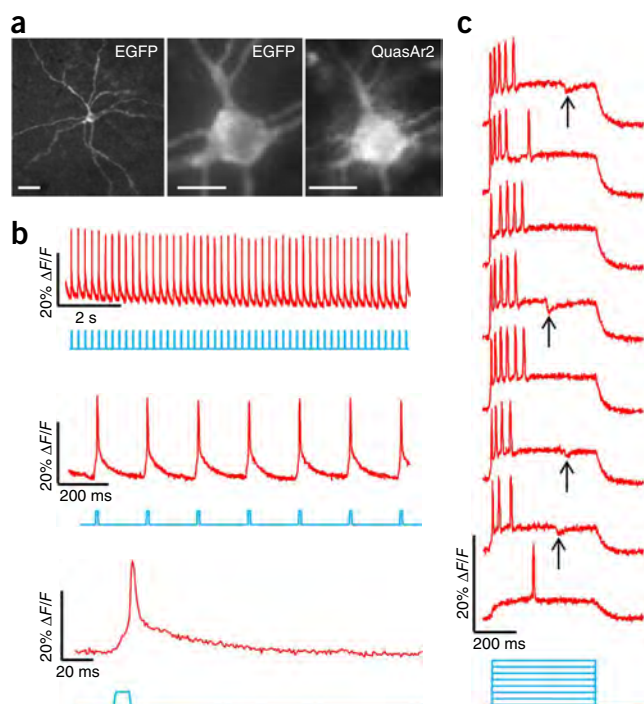 a
EGFP
EGFP
QuasAr2
b
20% ΔF/F
2 s
20% ΔF/F
200 ms
20% ΔF/F
20 ms
c
20% ΔF/F
200 ms